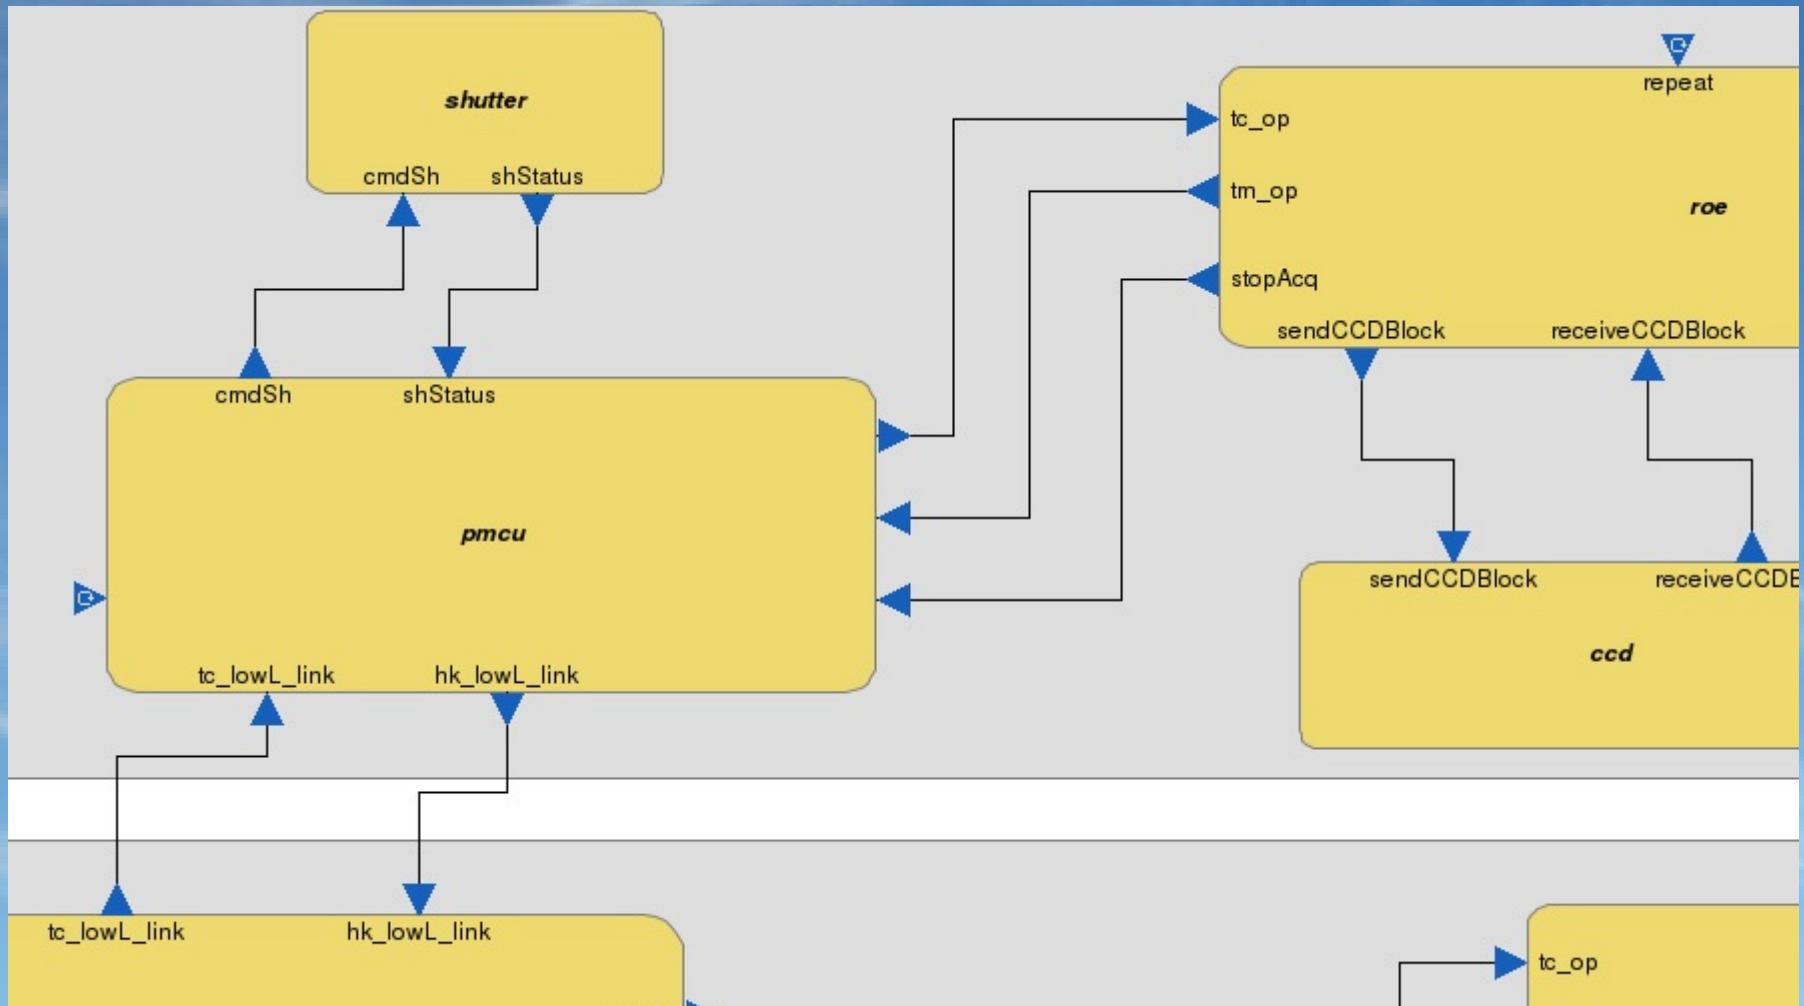 shutter
cmdSh
shStatus
repeat
tc_op
tm_op
roe
stopAcq
sendCCDBlock
receiveCCDBlock
cmdSh
shStatus
pmcu
tc_lowL_link
hk_lowL_link
sendCCDBlock
receiveCCDB
ccd
tc_lowL_link
hk_lowL_link
tc_op